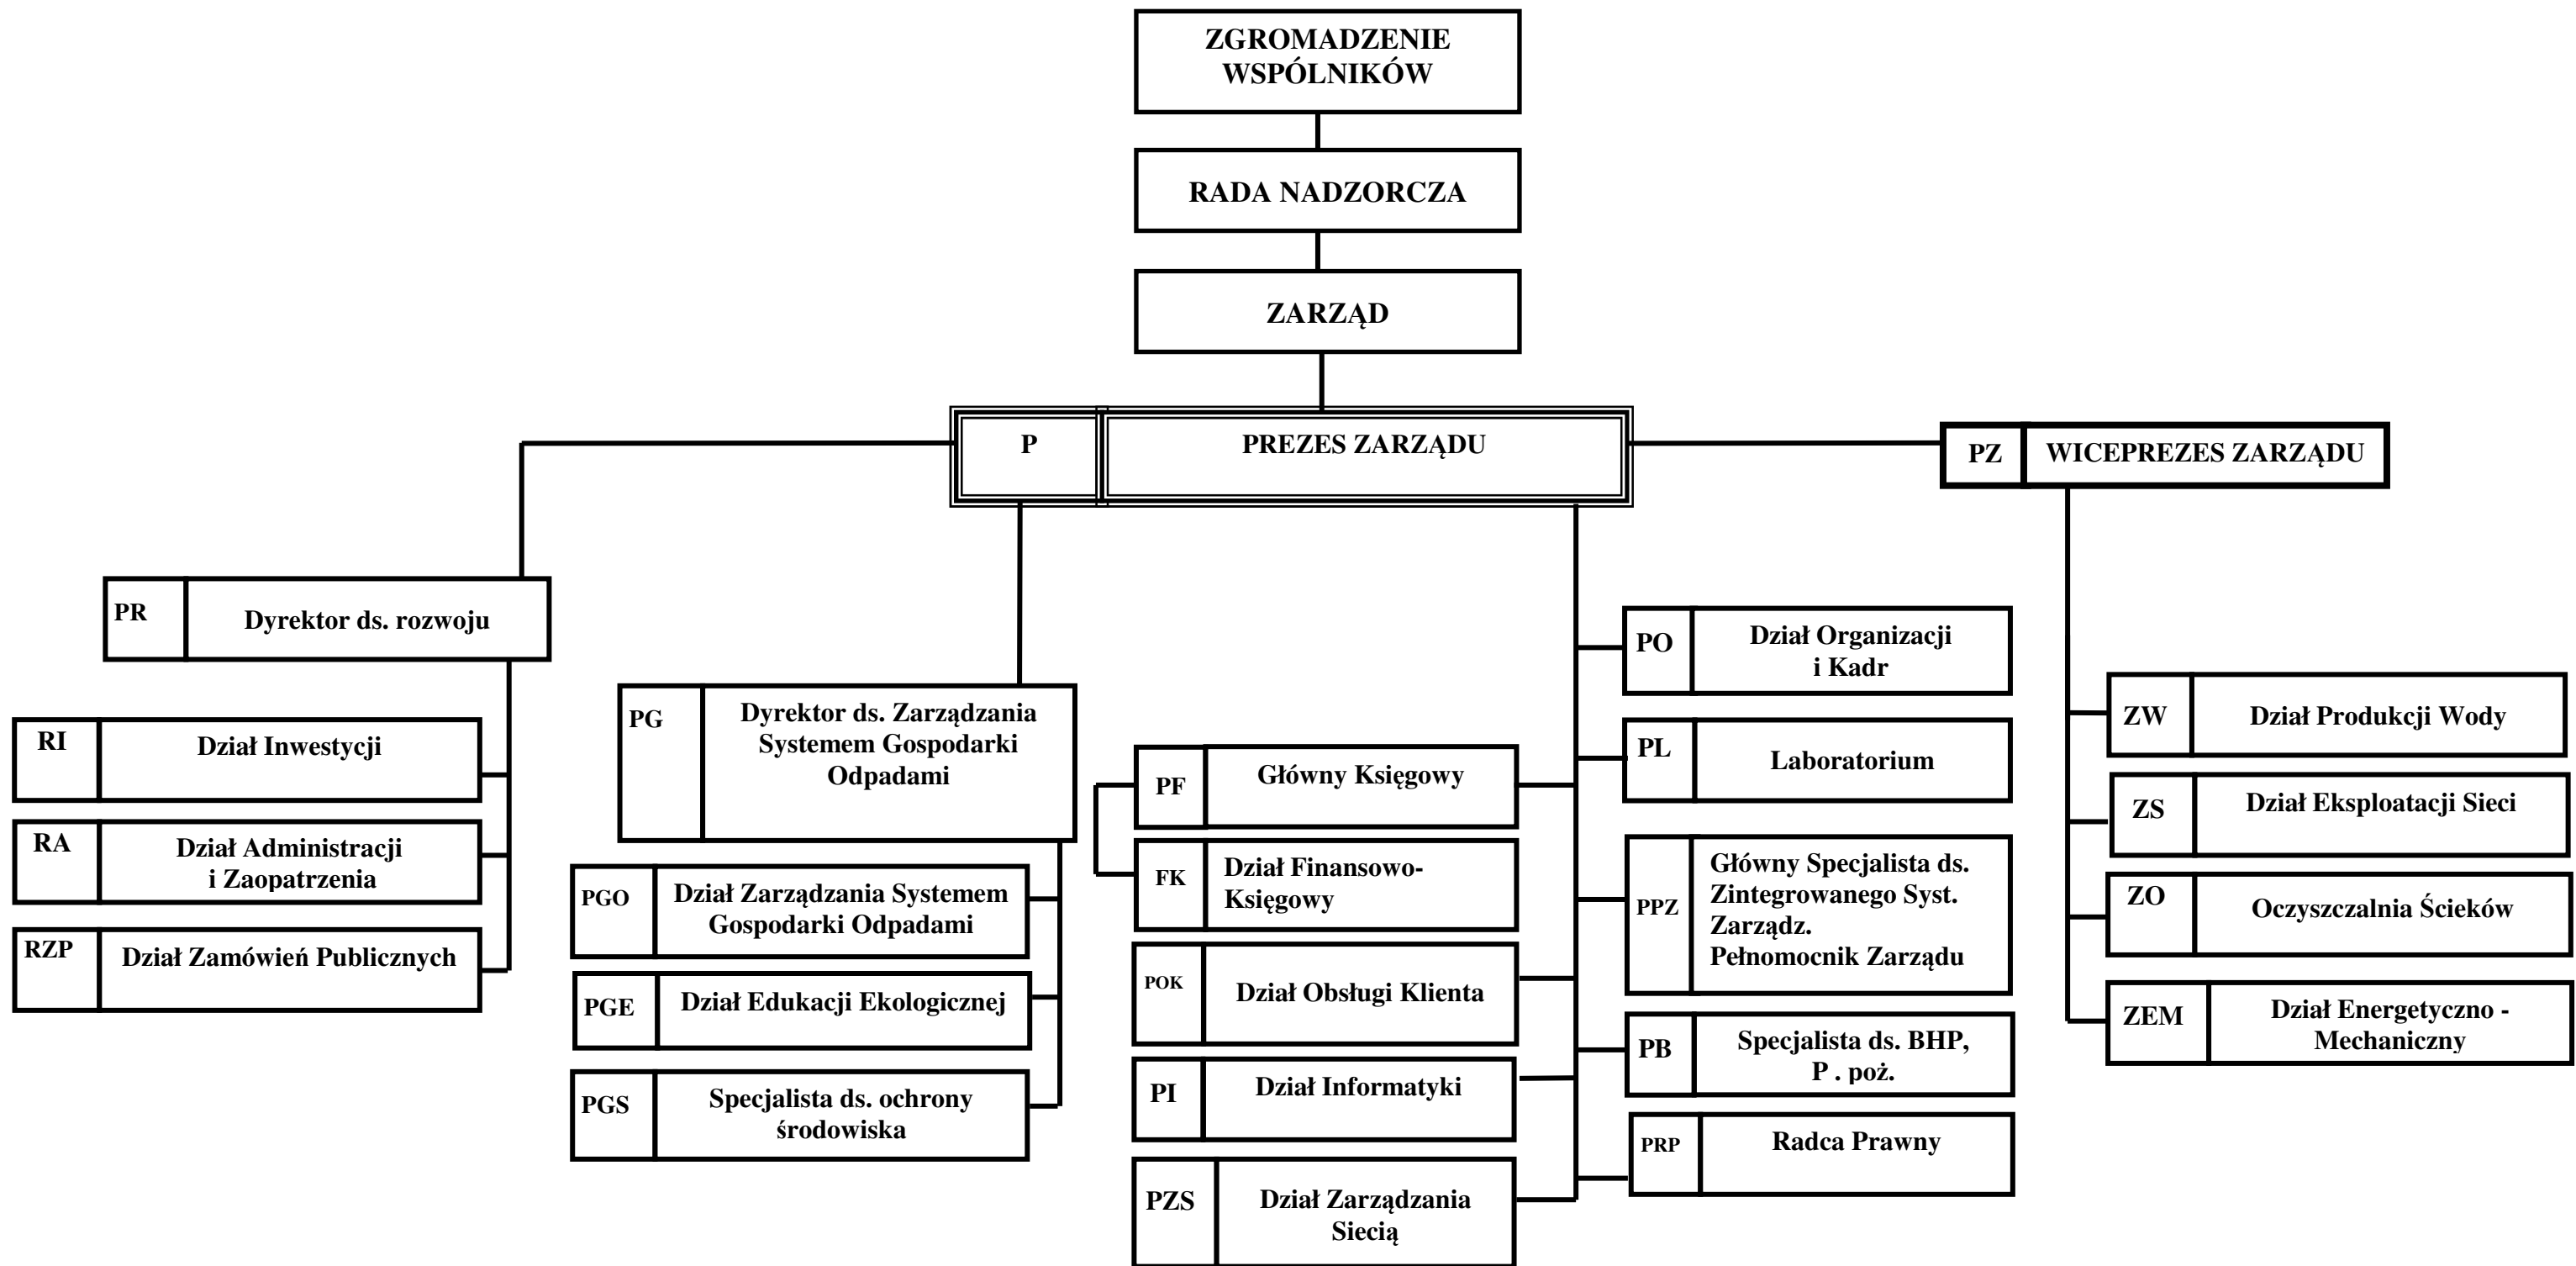 ZGROMADZENIE
WSPÓLNIKÓW
RADA NADZORCZA
ZARZĄD
P
PREZES ZARZĄDU
PZ
WICEPREZES ZARZĄDU
PR
Dyrektor ds. rozwoju
RI
Dział Inwestycji
RA
Dział Administracji
i Zaopatrzenia
RZP
Dział Zamówień Publicznych
PG
Dyrektor ds. Zarządzania
Systemem Gospodarki
Odpadami
PGO
Dział Zarządzania Systemem
Gospodarki Odpadami
PGE
Dział Edukacji Ekologicznej
PGS
Specjalista ds. ochrony
środowiska
PF
Główny Księgowy
FK
Dział Finansowo-
Księgowy
POK
Dział Obsługi Klienta
PI
Dział Informatyki
PZS
Dział Zarządzania
Siecią
PO
Dział Organizacji
i Kadr
PL
Laboratorium
PPZ
Główny Specjalista ds.
Zintegrowanego Syst.
Zarządz.
Pełnomocnik Zarządu
PB
Specjalista ds. BHP,
P . poż.
PRP
Radca Prawny
ZW
Dział Produkcji Wody
ZS
Dział Eksploatacji Sieci
ZO
Oczyszczalnia Ścieków
ZEM
Dział Energetyczno -
Mechaniczny